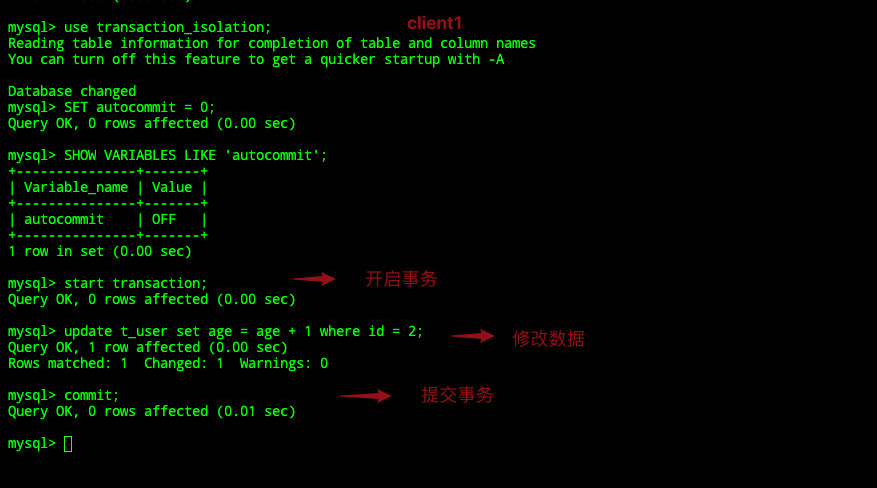 mysql> use transaction_isolation;
client1
Reading table information for completion of table and column names
You can turn off this feature to get a quicker startup with -A
Database changed
mysql> SET autocommit = 0;
Query OK, 0 rows affected (0.00 sec)
mysql> SHOW VARIABLES LIKE 'autocommit';
+---------------+-------+
| Variable_name | Value |
+---------------+-------+
| autocommit    | OFF   |
+---------------+-------+
1 row in set (0.00 sec)
mysql> start transaction;
开启事务
Query OK, 0 rows affected (0.00 sec)
mysql> update t_user set age = age + 1 where id = 2;
修改数据
Query OK, 1 row affected (0.00 sec)
Rows matched: 1  Changed: 1  Warnings: 0
mysql> commit;
提交事务
Query OK, 0 rows affected (0.01 sec)
mysql>